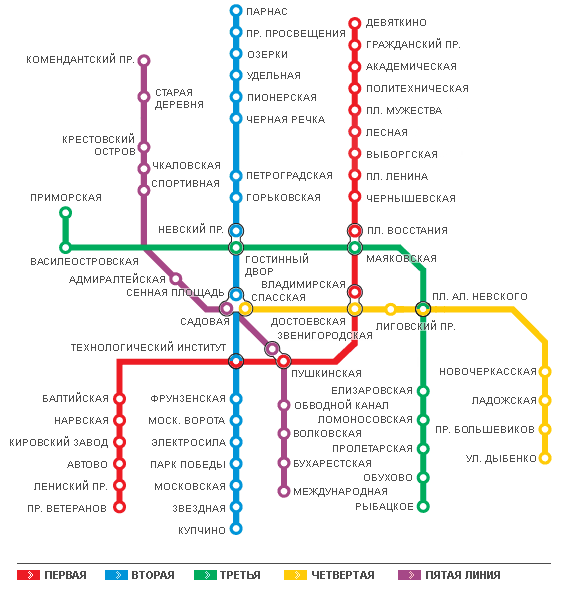 ПАРНАС
ДЕВЯТКИНО
ПР. ПРОСВЕЩЕНИЯ
ГРАЖДАНСКИЙ ПР.
КОМЕНДАНТСКИЙ ПР.
ОЗЕРКИ
АКАДЕМИЧЕСКАЯ
УДЕЛЬНАЯ
ПОЛИТЕХНИЧЕСКАЯ
СТАРАЯ
ДЕРЕВНЯ
ПИОНЕРСКАЯ
ПЛ. МУЖЕСТВА
ЧЕРНАЯ РЕЧКА
ЛЕСНАЯ
КРЕСТОВСКИЙ
ОСТРОВ
ВЫБОРГСКАЯ
ЧКАЛОВСКАЯ
ПЕТРОГРАДСКАЯ
ПЛ. ЛЕНИНА
СПОРТИВНАЯ
ПРИМОРСКАЯ
ГОРЬКОВСКАЯ
ЧЕРНЫШЕВСКАЯ
НЕВСКИЙ ПР.
ПЛ. ВОССТАНИЯ
ВАСИЛЕОСТРОВСКАЯ
ГОСТИННЫЙ
ДВОР
МАЯКОВСКАЯ
АДМИРАЛТЕЙСКАЯ
СЕННАЯ ПЛОЩАДЬ
ВЛАДИМИРСКАЯ
СПАССКАЯ
ПЛ. АЛ. НЕВСКОГО
САДОВАЯ
ДОСТОЕВСКАЯ
ЛИГОВСКИЙ ПР.
ЗВЕНИГОРОДСКАЯ
ТЕХНОЛОГИЧЕСКИЙ ИНСТИТУТ
ПУШКИНСКАЯ
НОВОЧЕРКАССКАЯ
БАЛТИЙСКАЯ
ФРУНЗЕНСКАЯ
ОБВОДНОЙ КАНАЛ
ЕЛИЗАРОВСКАЯ
ЛАДОЖСКАЯ
НАРВСКАЯ
МОСК. ВОРОТА
ВОЛКОВСКАЯ
ЛОМОНОСОВСКАЯ
ПР. БОЛЬШЕВИКОВ
КИРОВСКИЙ ЗАВОД
ЭЛЕКТРОСИЛА
ПРОЛЕТАРСКАЯ
УЛ. ДЫБЕНКО
АВТОВО
ПАРК ПОБЕДЫ
БУХАРЕСТСКАЯ
ОБУХОВО
ЛЕНИСКИЙ ПР.
МОСКОВСКАЯ
МЕЖДУНАРОДНАЯ
РЫБАЦКОЕ
ПР. ВЕТЕРАНОВ
ЗВЕЗДНАЯ
КУПЧИНО
ПЕРВАЯ ВТОРАЯ ТРЕТЬЯ ЧЕТВЕРТАЯ ПЯТАЯ ЛИНИЯ